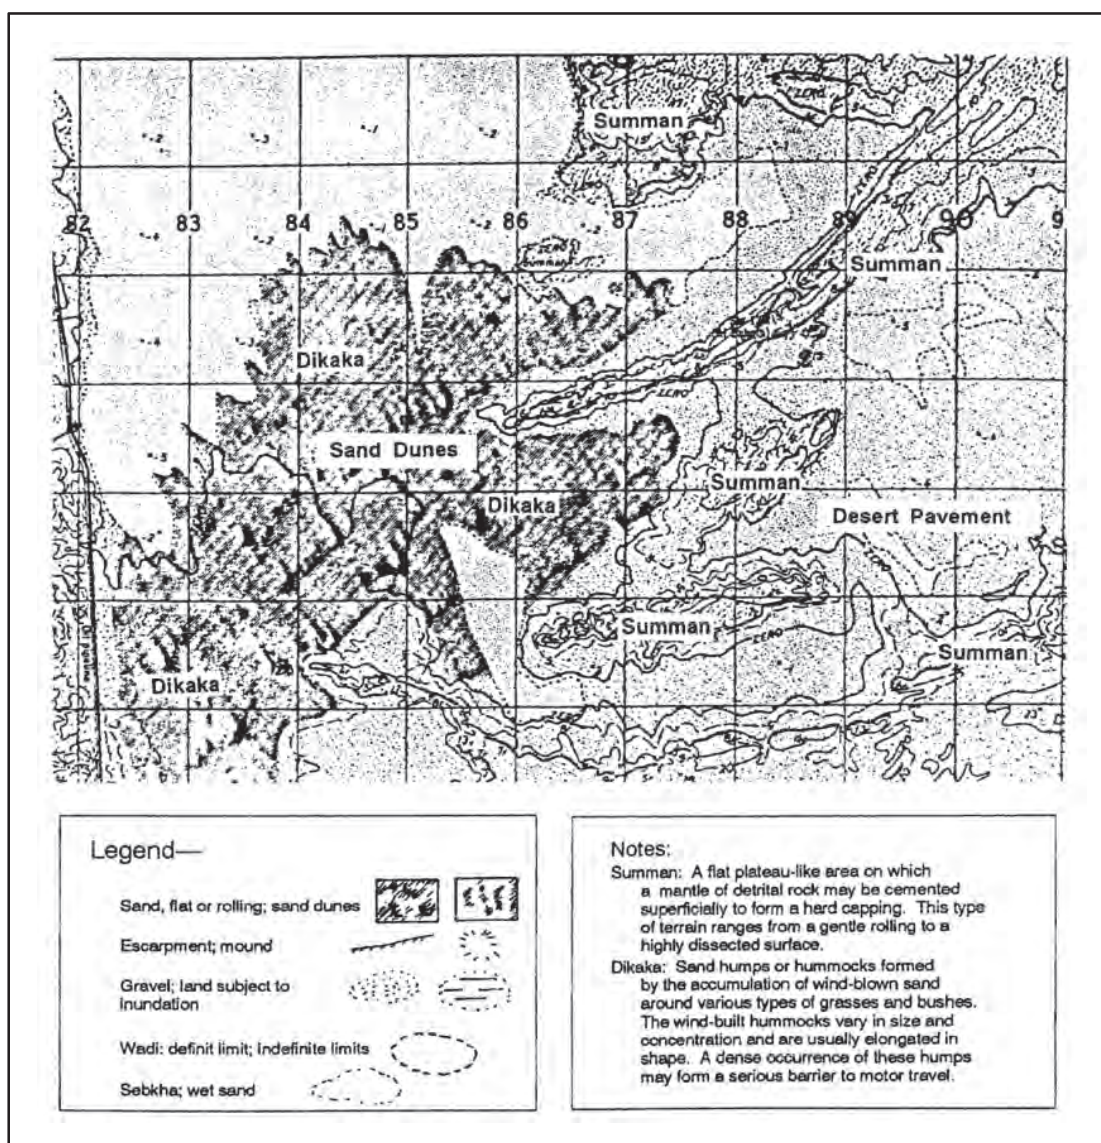 Summan
ZERO
ZERO
82 83 84 85 86 87 88 89 90 9
ZERO
Summan
Summan
Dikaka
ZERO
Sand Dunes
Summan
Dikaka
Desert Pavement
Summan
ZERO
Summan
Dikaka
ZERO
Legend—
Sand, flat or rolling; sand dunes
Escarpment; mound
Gravel; land subject to
inundation
Wadi: definit limit; indefinite limits
Sebkha; wet sand
Notes:
Summan: A flat plateau-like area on which
a mantle of detrital rock may be cemented
superficially to form a hard capping. This type
of terrain ranges from a gentle rolling to a
highly dissected surface.
Dikaka: Sand humps or hummocks formed
by the accumulation of wind-blown sand
around various types of grasses and bushes.
The wind-built hummocks vary in size and
concentration and are usually elongated in
shape. A dense occurrence of these humps
may form a serious barrier to motor travel.